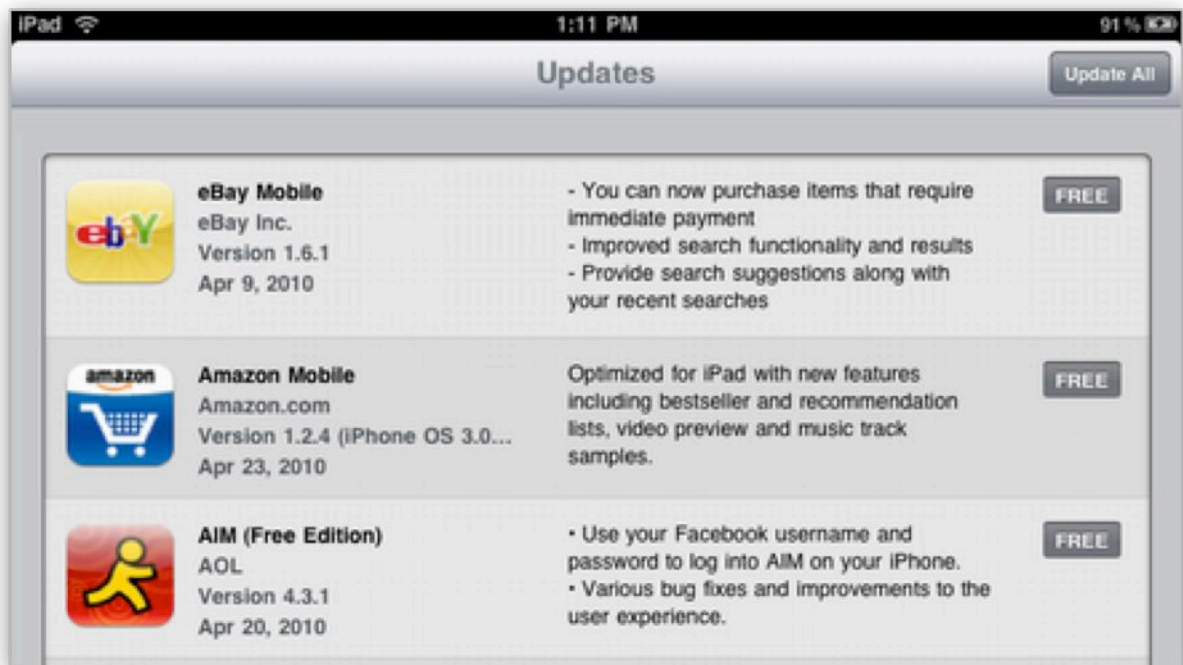 iPad 1:11 PM 91 %
Updates Update All
ebY
eBay Mobile
eBay Inc.
Version 1.6.1
Apr 9, 2010
- You can now purchase items that require
immediate payment
- Improved search functionality and results
- Provide search suggestions along with
your recent searches
FREE
amazon
Amazon Mobile
Amazon.com
Version 1.2.4 (iPhone OS 3.0...
Apr 23, 2010
Optimized for iPad with new features
including bestseller and recommendation
lists, video preview and music track
samples.
FREE
AIM (Free Edition)
AOL
Version 4.3.1
Apr 20, 2010
• Use your Facebook username and
password to log into AIM on your iPhone.
• Various bug fixes and improvements to the
user experience.
FREE